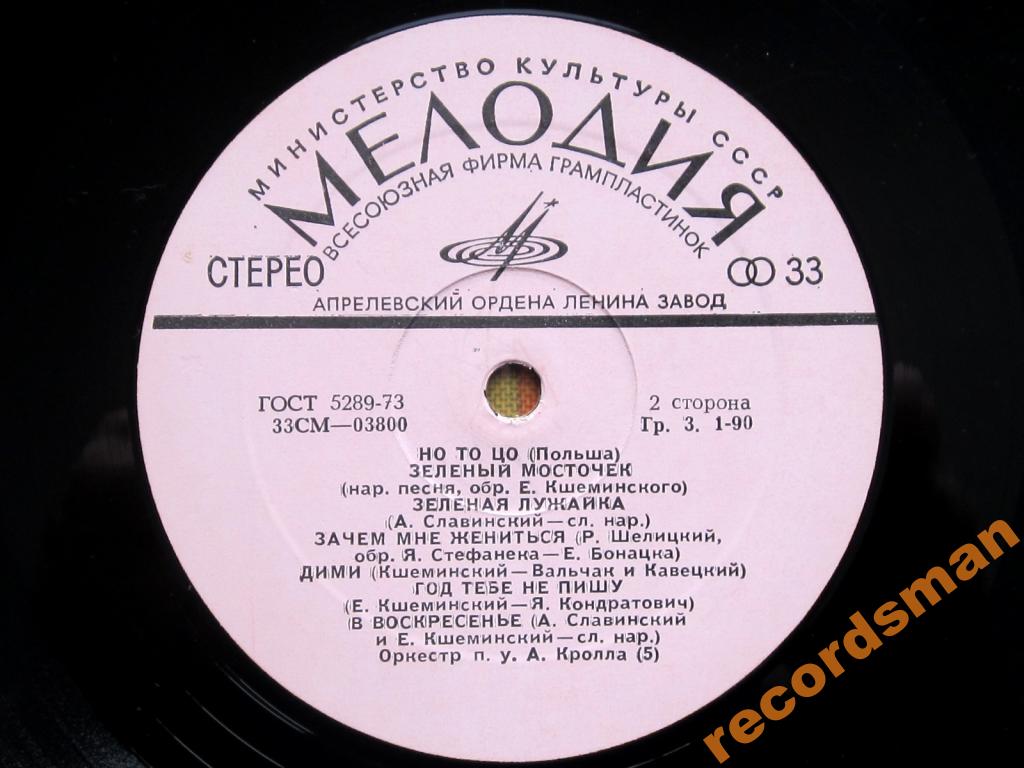 МИНИСТЕРСТВО КУЛЬТУРЫ СССР
МЕЛОДИЯ
ВСЕСОЮЗНАЯ ФИРМА ГРАМПЛАСТИНОК
СТЕРЕО
33
АПРЕЛЕВСКИЙ ОРДЕНА ЛЕНИНА ЗАВОД
ГОСТ 5289-73
2 сторона
33СМ—03800
Гр. 3. 1-90
НО ТО ЦО (Польша)
ЗЕЛЕНЫЙ МОСТОЧЕК
(нар. песня, обр. Е. Кшеминского)
ЗЕЛЕНАЯ ЛУЖАЙКА
(А. Славинский—сл. нар.)
ЗАЧЕМ МНЕ ЖЕНИТЬСЯ (Р. Шелицкий,
обр. Я. Стефанека—Е. Бонацка)
ДИМИ (Кшеминский—Вальчак и Кавецкий)
ГОД ТЕБЕ НЕ ПИШУ
(Е. Кшеминский—Я. Кондратович)
В ВОСКРЕСЕНЬЕ (А. Славинский
и Е. Кшеминский—сл. нар.)
Оркестр п. у. А. Кролла (5)
recordsman